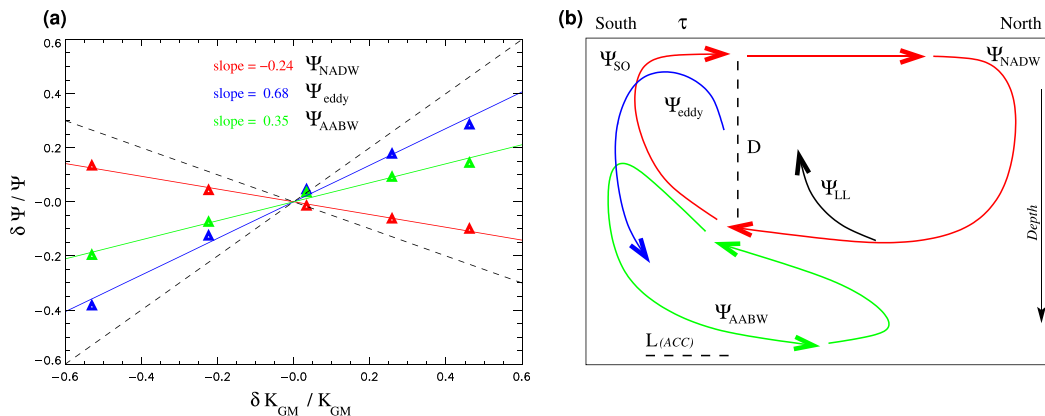 (a)
0.6
0.4
0.2
-0.0
-0.2
-0.4
-0.6
δ Ψ / Ψ
slope = -0.24 Ψ_NADW
slope = 0.68 Ψ_eddy
slope = 0.35 Ψ_AABW
-0.6 -0.4 -0.2 -0.0 0.2 0.4 0.6
δ K_GM / K_GM
(b)
South τ North
Ψ_SO Ψ_NADW
Ψ_eddy
D
Ψ_LL
Depth
Ψ_AABW
L_(ACC)